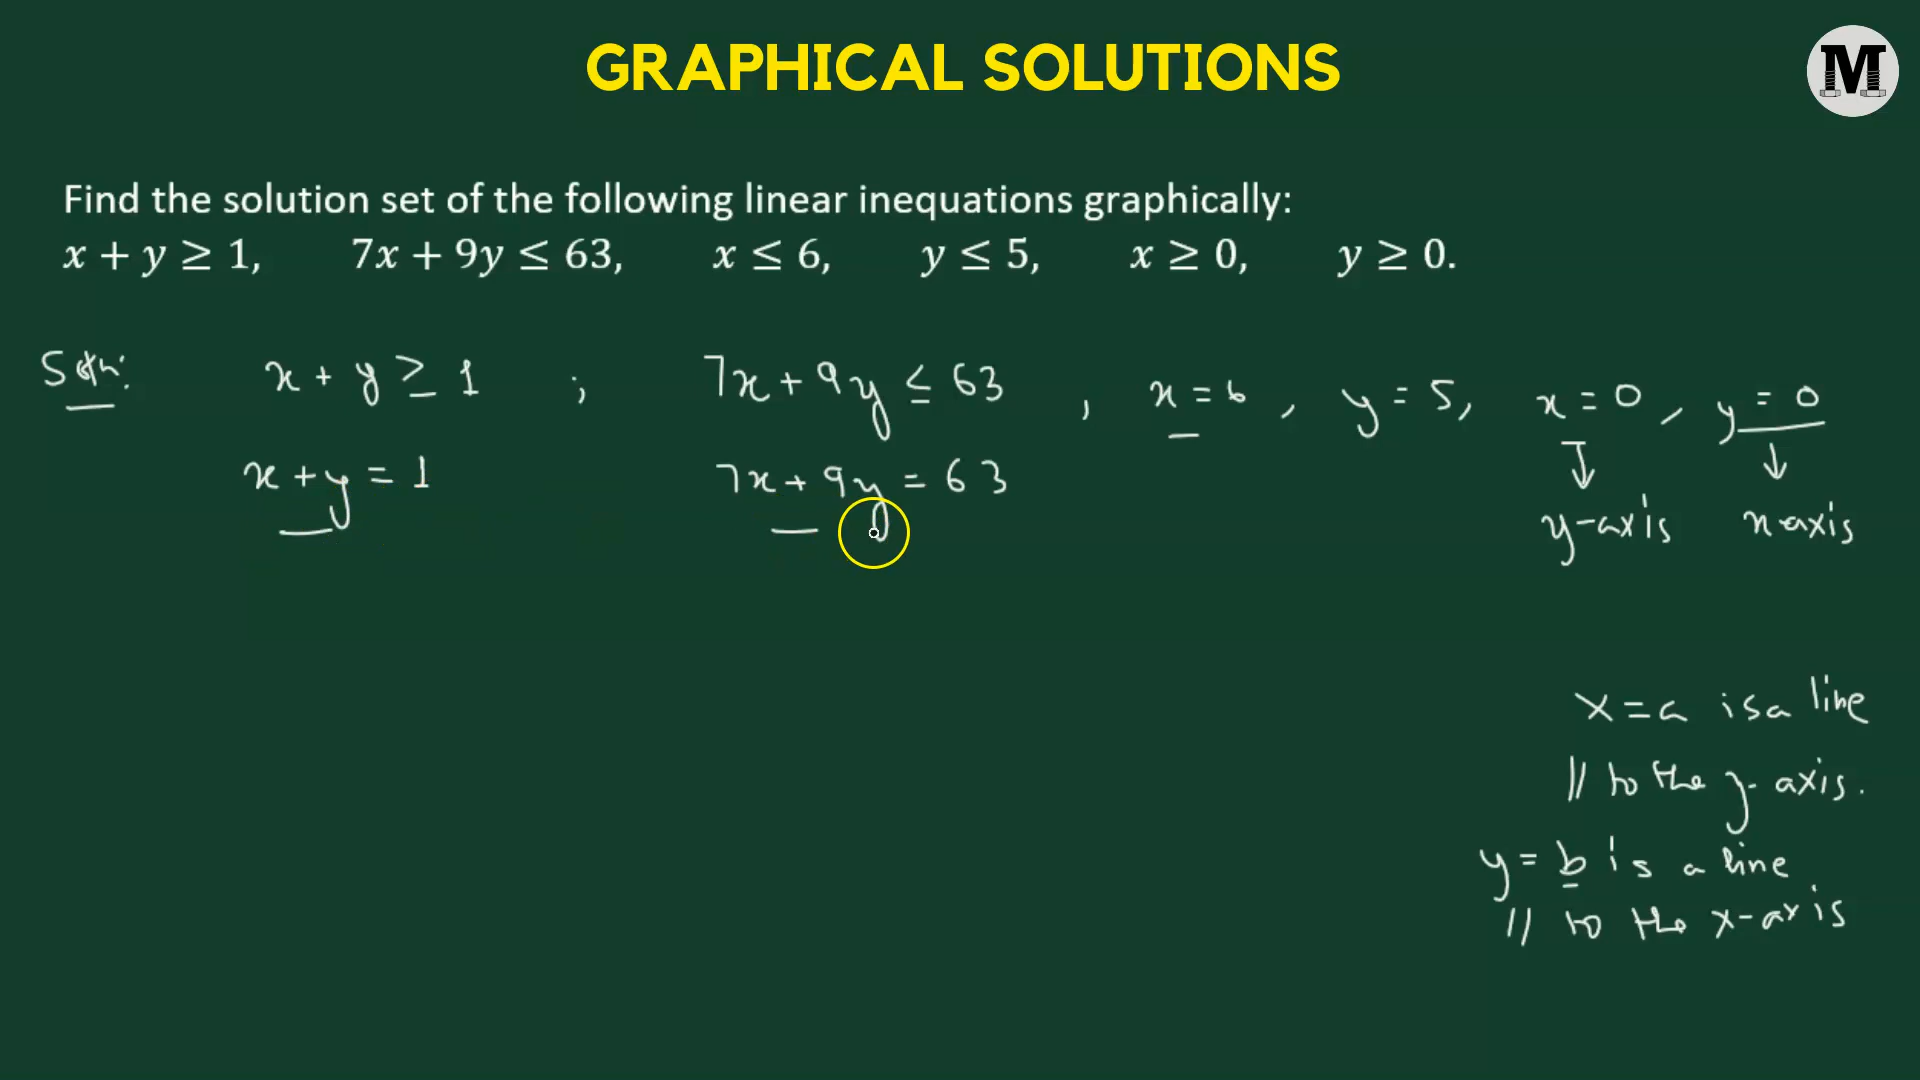 GRAPHICAL SOLUTIONS
M
Find the solution set of the following linear inequations graphically:
x + y ≥ 1, 7x + 9y ≤ 63, x ≤ 6, y ≤ 5, x ≥ 0, y ≥ 0.
Soln: x + y ≥ 1 ; 7x + 9y ≤ 63 , x = 6 , y = 5, x = 0, y = 0
x + y = 1 7x + 9y = 63
y-axis x-axis
x = a is a line
// to the y-axis.
y = b is a line
// to the x-axis